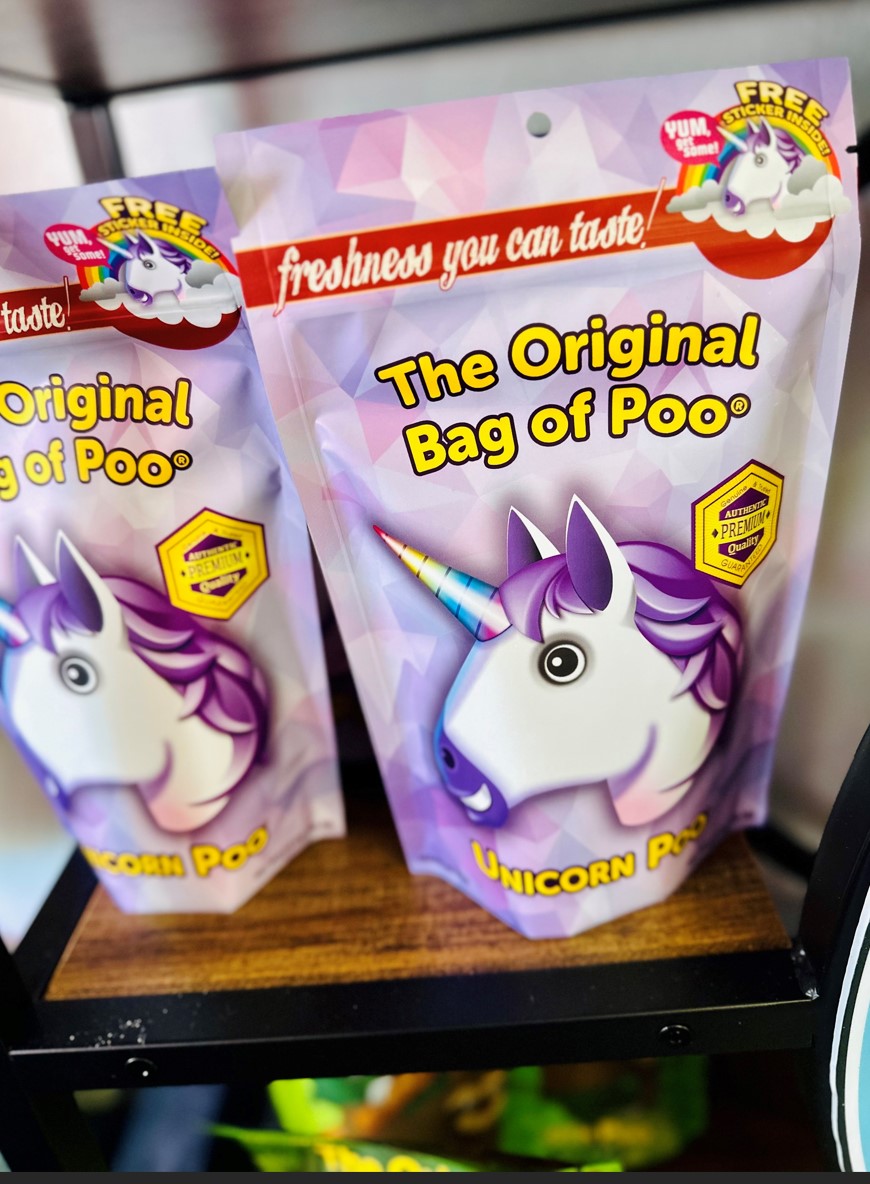 FREE
STICKER INSIDE!
YUM,
get
some!
taste!
Original
g of Poo®
AUTHENTIC
PREMIUM
Quality
UNICORN POO
FREE
STICKER INSIDE!
YUM,
get
some!
freshness you can taste!
The Original
Bag of Poo®
AUTHENTIC
PREMIUM
Quality
GUARANTEED
UNICORN POO